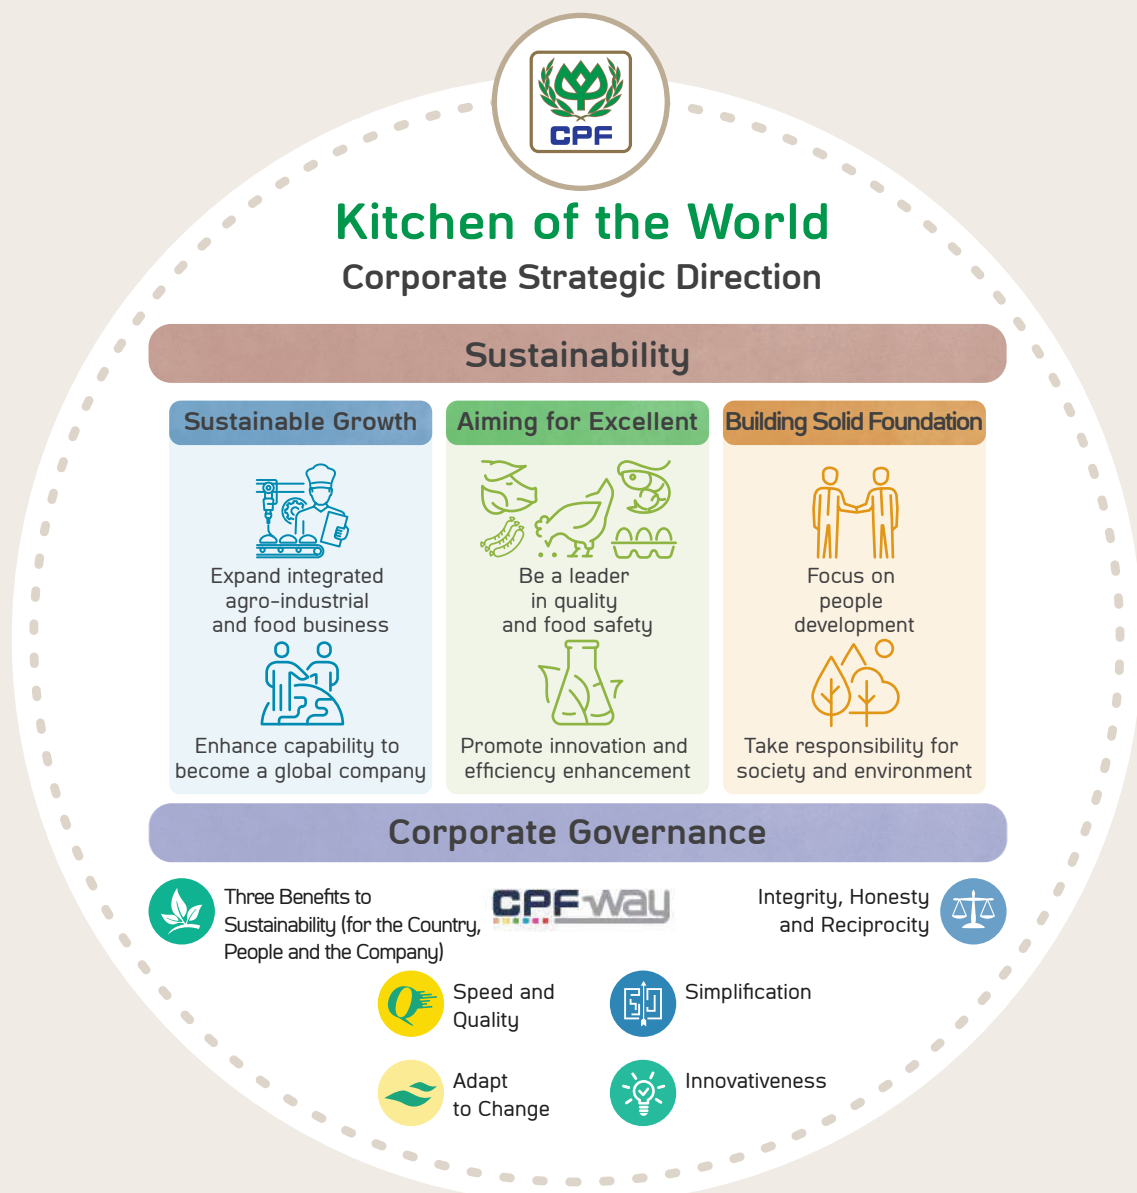 CPF
Kitchen of the World
Corporate Strategic Direction
Sustainability
Sustainable Growth
Expand integrated
agro-industrial
and food business
Enhance capability to
become a global company
Aiming for Excellent
Be a leader
in quality
and food safety
Promote innovation and
efficiency enhancement
Building Solid Foundation
Focus on
people
development
Take responsibility for
society and environment
Corporate Governance
Three Benefits to
Sustainability (for the Country,
People and the Company)
CPF way
Integrity, Honesty
and Reciprocity
Speed and
Quality
Simplification
Adapt
to Change
Innovativeness